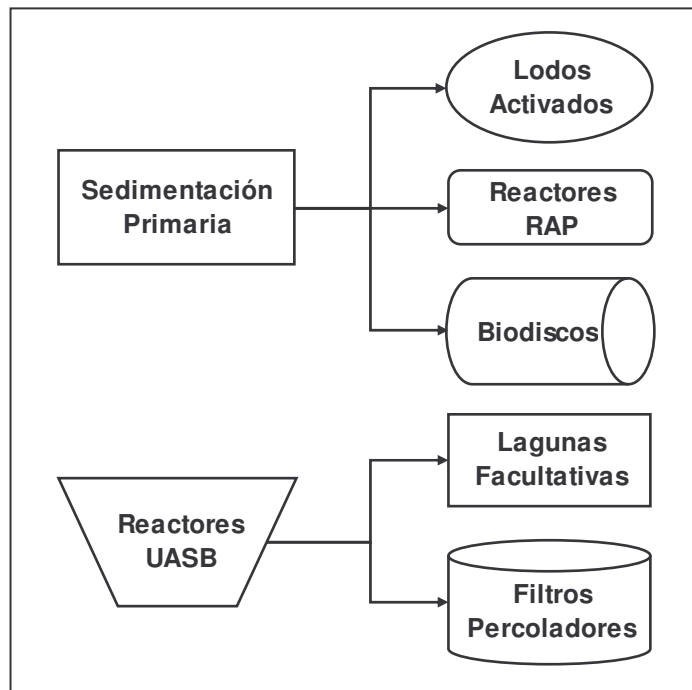 Sedimentación
Primaria
Lodos
Activados
Reactores
RAP
Biodiscos
Reactores
UASB
Lagunas
Facultativas
Filtros
Percoladores